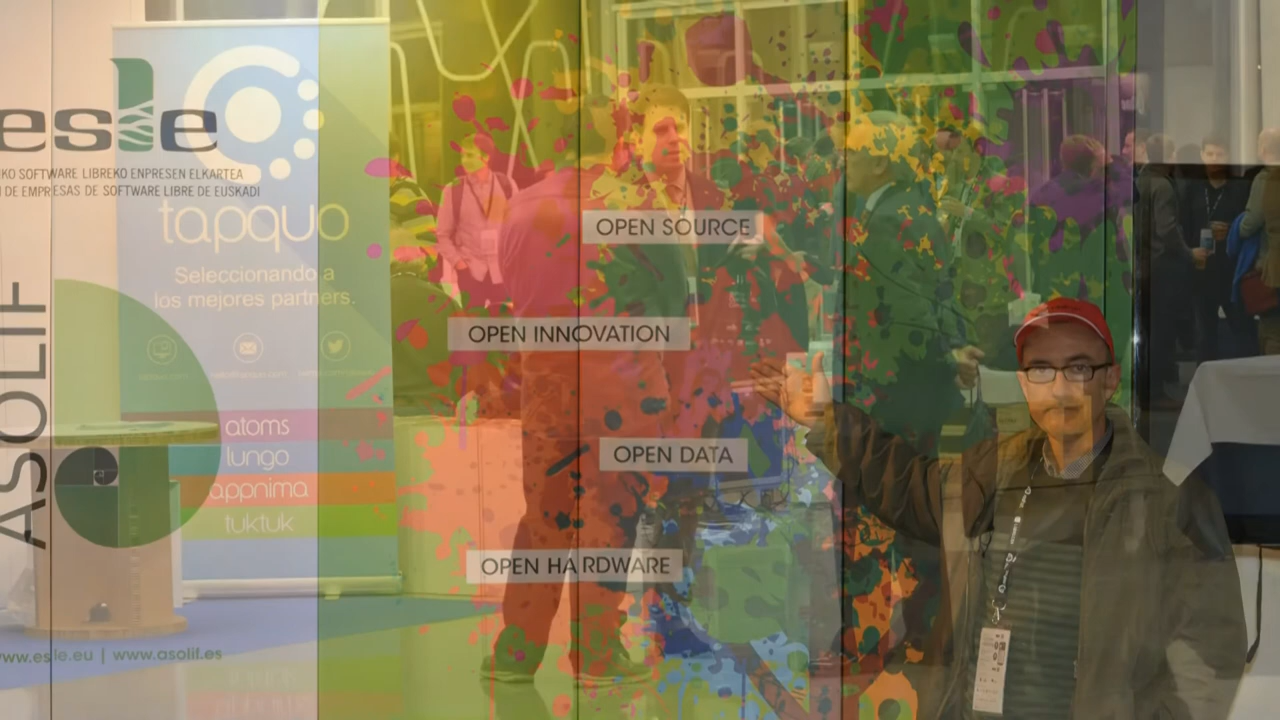 esle
KO SOFTWARE LIBREKO ENPRESEN ELKARTEA
DE EMPRESAS DE SOFTWARE LIBRE DE EUSKADI
ASOLIF
tapquo
Seleccionando a
los mejores partners.
atoms
lungo
appnima
tuktuk
OPEN SOURCE
OPEN INNOVATION
OPEN DATA
OPEN HARDWARE
www.esle.eu | www.asolif.es